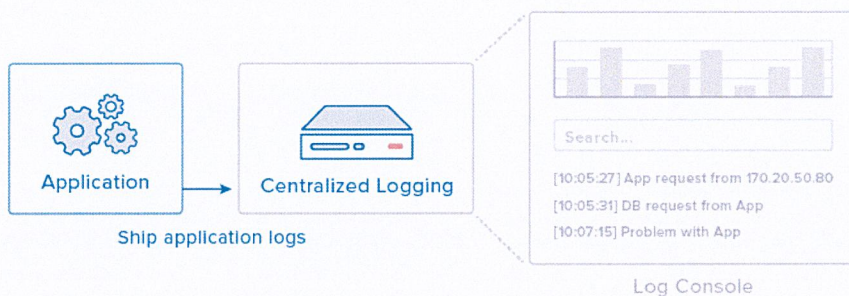 Application
Centralized Logging
Ship application logs
Search...
[10:05:27] App request from 170.20.50.80
[10:05:31] DB request from App
[10:07:15] Problem with App
Log Console